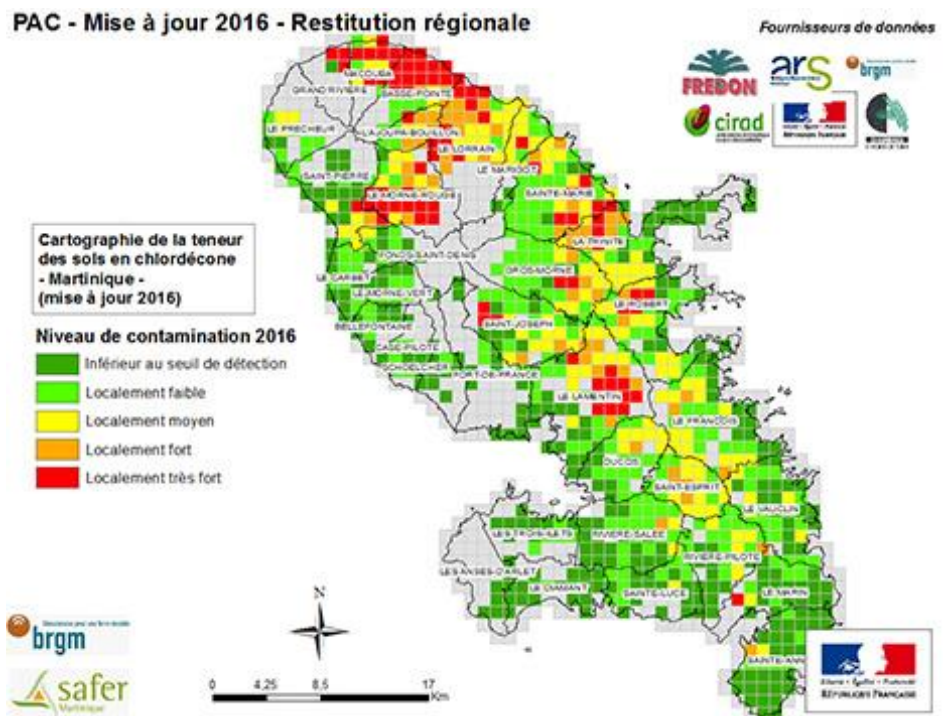 PAC - Mise à jour 2016 - Restitution régionale
Fournisseurs de données
FREDON
ars
brgm
cirad
RÉPUBLIQUE FRANÇAISE
MACOUBA
GRAND'RIVIERE
BASSE-POINTE
LE PRECHEUR
L'AJOUPA-BOUILLON
LE LORRAIN
LE MARIGOT
SAINT-PIERRE
SAINTE-MARIE
LE MORNE-ROUGE
LA TRINITE
FONDS-SAINT-DENIS
GROS-MORNE
LE CARBET
LE MORNE-VERT
LE ROBERT
BELLEFONTAINE
SAINT-JOSEPH
CASE-PILOTE
SCHOELCHER
FORT-DE-FRANCE
LE LAMENTIN
LE FRANCOIS
DUCOS
SAINT-ESPRIT
LE VAUCLIN
LES TROIS-ILETS
RIVIERE-SALEE
RIVIERE-PILOTE
LES ANSES-D'ARLET
LE DIAMANT
SAINTE-LUCE
LE MARIN
SAINTE-ANN
Cartographie de la teneur
des sols en chlordécone
- Martinique -
(mise à jour 2016)
Niveau de contamination 2016
Inférieur au seuil de détection
Localement faible
Localement moyen
Localement fort
Localement très fort
N
brgm
safer
Martinique
0 4,25 8,5 17
Km
Liberté • Égalité • Fraternité
RÉPUBLIQUE FRANÇAISE